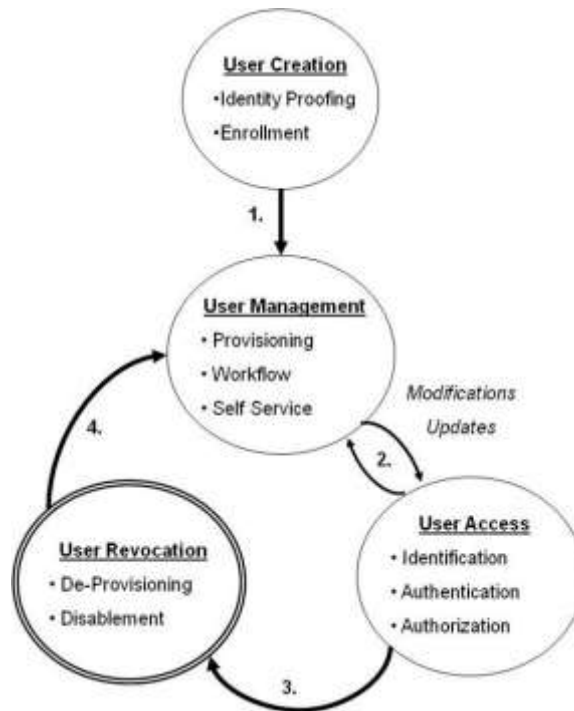 User Creation
•Identity Proofing
•Enrollment
1.
User Management
• Provisioning
• Workflow
• Self Service
Modifications
Updates
4.
2.
User Revocation
• De-Provisioning
• Disablement
User Access
• Identification
• Authentication
• Authorization
3.